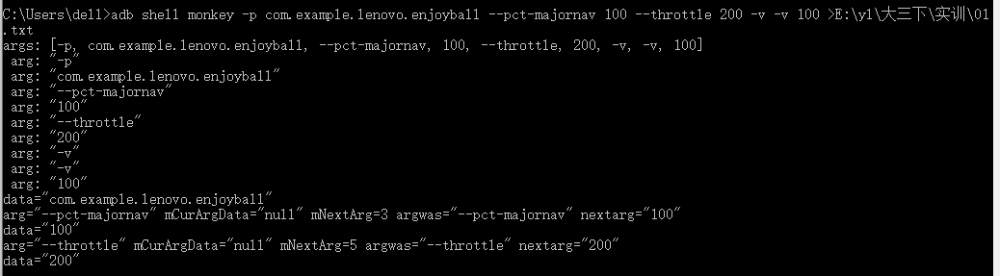 C:\Users\dell>adb shell monkey -p com.example.lenovo.enjoyball --pct-majornav 100 --throttle 200 -v -v 100 >E:\y1\大三下\实训\01
.txt
args: [-p, com.example.lenovo.enjoyball, --pct-majornav, 100, --throttle, 200, -v, -v, 100]
arg: "-p"
arg: "com.example.lenovo.enjoyball"
arg: "--pct-majornav"
arg: "100"
arg: "--throttle"
arg: "200"
arg: "-v"
arg: "-v"
arg: "100"
data="com.example.lenovo.enjoyball"
arg="--pct-majornav" mCurArgData="null" mNextArg=3 argwas="--pct-majornav" nextarg="100"
data="100"
arg="--throttle" mCurArgData="null" mNextArg=5 argwas="--throttle" nextarg="200"
data="200"